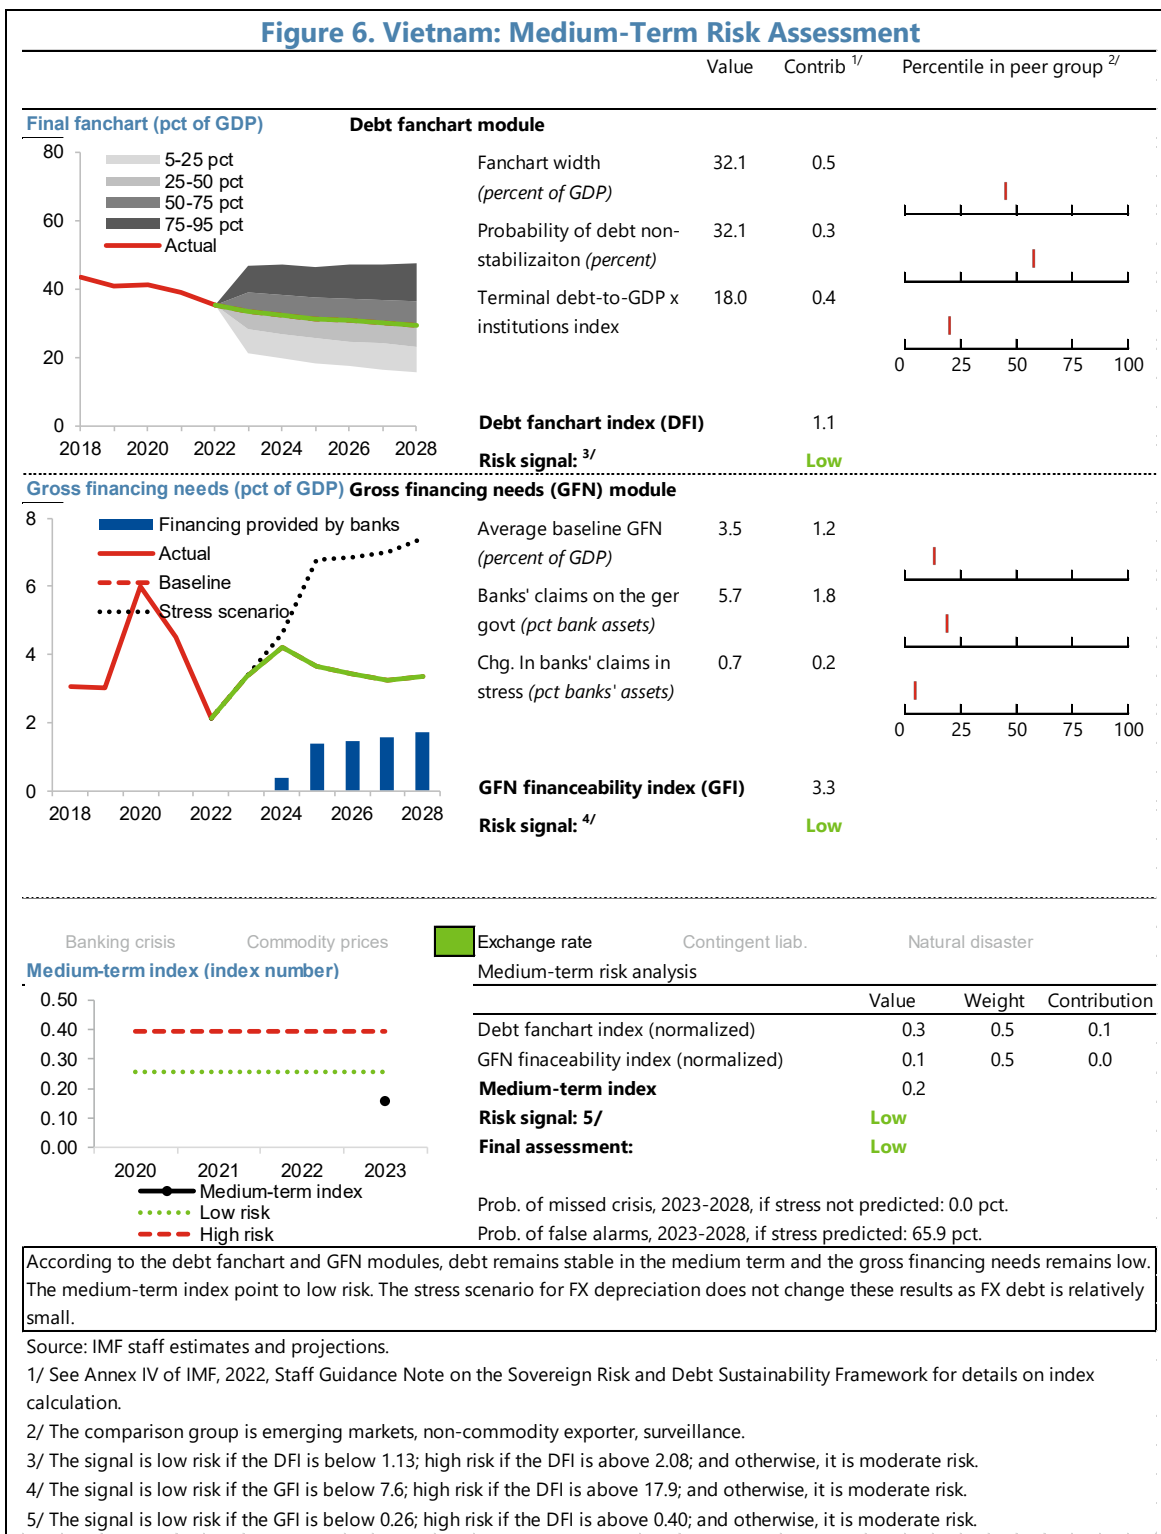 Figure 6. Vietnam: Medium-Term Risk Assessment
Value Contrib 1/ Percentile in peer group 2/
Final fanchart (pct of GDP) Debt fanchart module
80
60
40
20
0
5-25 pct
25-50 pct
50-75 pct
75-95 pct
Actual
2018 2020 2022 2024 2026 2028
Fanchart width 32.1 0.5
(percent of GDP)
Probability of debt non- 32.1 0.3
stabilizaiton (percent)
Terminal debt-to-GDP x 18.0 0.4
institutions index
0 25 50 75 100
Debt fanchart index (DFI) 1.1
Risk signal: 3/ Low
Gross financing needs (pct of GDP) Gross financing needs (GFN) module
8
6
4
2
0
Financing provided by banks
Actual
Baseline
Stress scenario
2018 2020 2022 2024 2026 2028
Average baseline GFN 3.5 1.2
(percent of GDP)
Banks' claims on the ger 5.7 1.8
govt (pct bank assets)
Chg. In banks' claims in 0.7 0.2
stress (pct banks' assets)
0 25 50 75 100
GFN financeability index (GFI) 3.3
Risk signal: 4/ Low
Banking crisis Commodity prices Exchange rate Contingent liab. Natural disaster
Medium-term index (index number) Medium-term risk analysis
0.50
0.40
0.30
0.20
0.10
0.00
2020 2021 2022 2023
Medium-term index
Low risk
High risk
Value Weight Contribution
Debt fanchart index (normalized) 0.3 0.5 0.1
GFN finaceability index (normalized) 0.1 0.5 0.0
Medium-term index 0.2
Risk signal: 5/ Low
Final assessment: Low
Prob. of missed crisis, 2023-2028, if stress not predicted: 0.0 pct.
Prob. of false alarms, 2023-2028, if stress predicted: 65.9 pct.
According to the debt fanchart and GFN modules, debt remains stable in the medium term and the gross financing needs remains low.
The medium-term index point to low risk. The stress scenario for FX depreciation does not change these results as FX debt is relatively
small.
Source: IMF staff estimates and projections.
1/ See Annex IV of IMF, 2022, Staff Guidance Note on the Sovereign Risk and Debt Sustainability Framework for details on index
calculation.
2/ The comparison group is emerging markets, non-commodity exporter, surveillance.
3/ The signal is low risk if the DFI is below 1.13; high risk if the DFI is above 2.08; and otherwise, it is moderate risk.
4/ The signal is low risk if the GFI is below 7.6; high risk if the DFI is above 17.9; and otherwise, it is moderate risk.
5/ The signal is low risk if the GFI is below 0.26; high risk if the DFI is above 0.40; and otherwise, it is moderate risk.